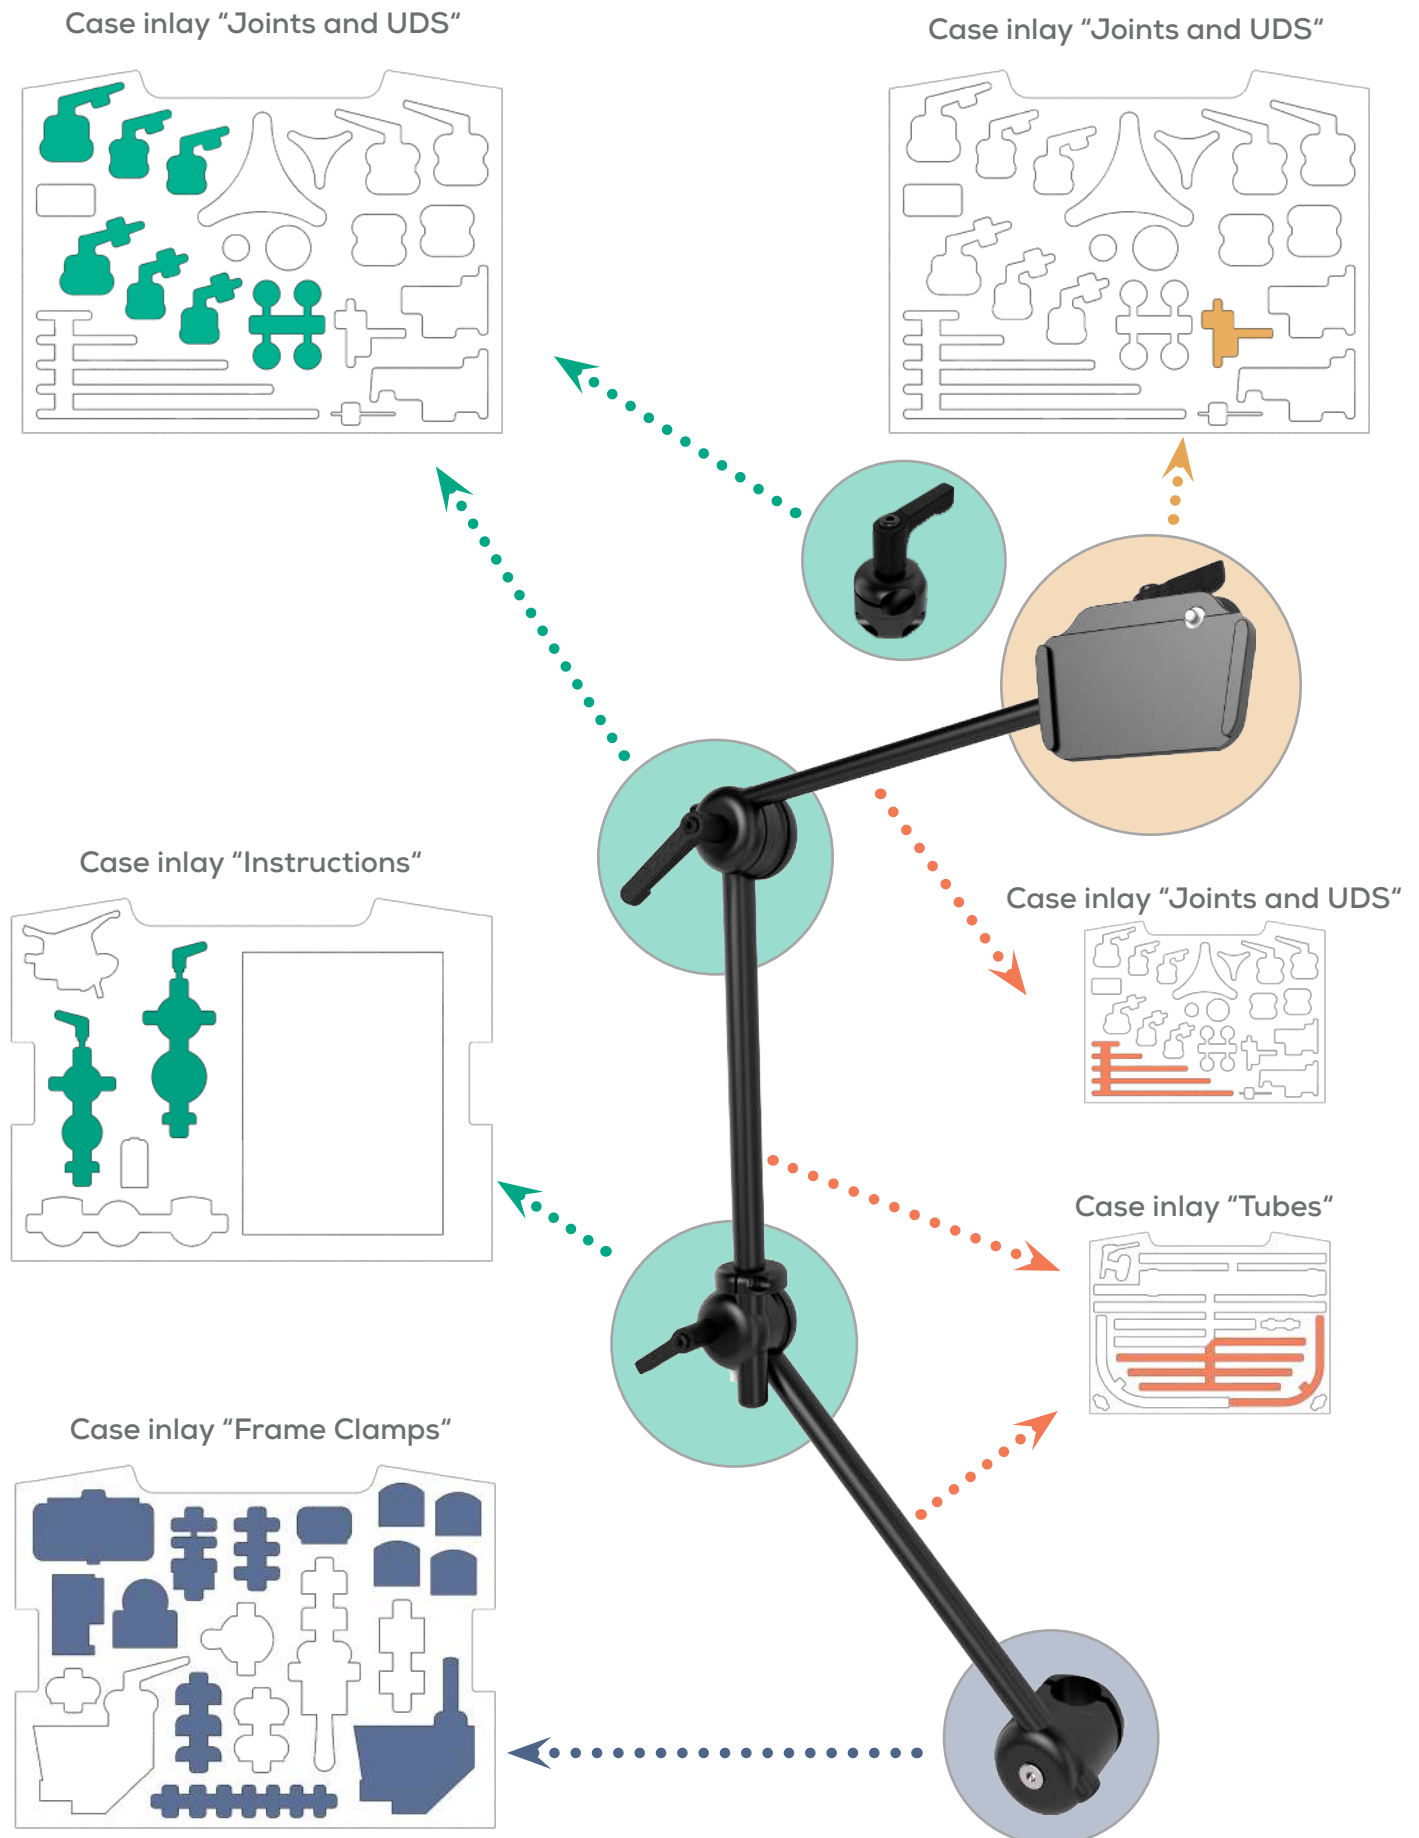 Case inlay “Joints and UDS“
Case inlay “Joints and UDS“
Case inlay “Instructions“
Case inlay “Joints and UDS“
Case inlay “Tubes“
Case inlay “Frame Clamps“